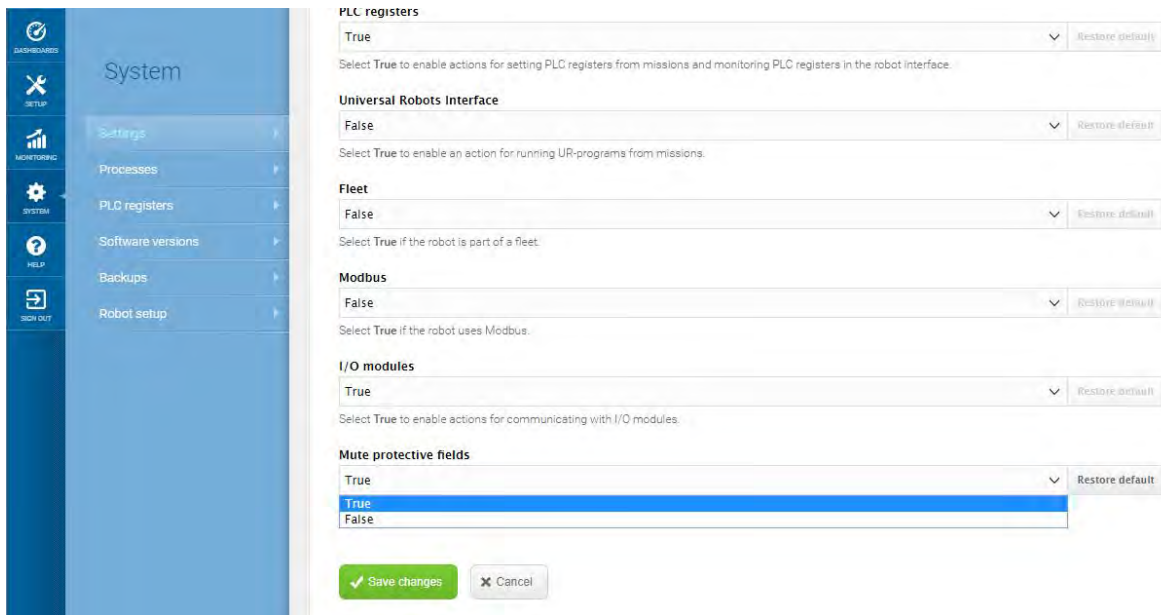 DASHBOARDS
SETUP
MONITORING
SYSTEM
HELP
SIGN OUT
System
Settings
Processes
PLC registers
Software versions
Backups
Robot setup
PLC registers
True
Restore default
Select True to enable actions for setting PLC registers from missions and monitoring PLC registers in the robot interface.
Universal Robots Interface
False
Restore default
Select True to enable an action for running UR-programs from missions.
Fleet
False
Restore default
Select True if the robot is part of a fleet.
Modbus
False
Restore default
Select True if the robot uses Modbus.
I/O modules
True
Restore default
Select True to enable actions for communicating with I/O modules.
Mute protective fields
True
Restore default
True
False
Save changes
Cancel